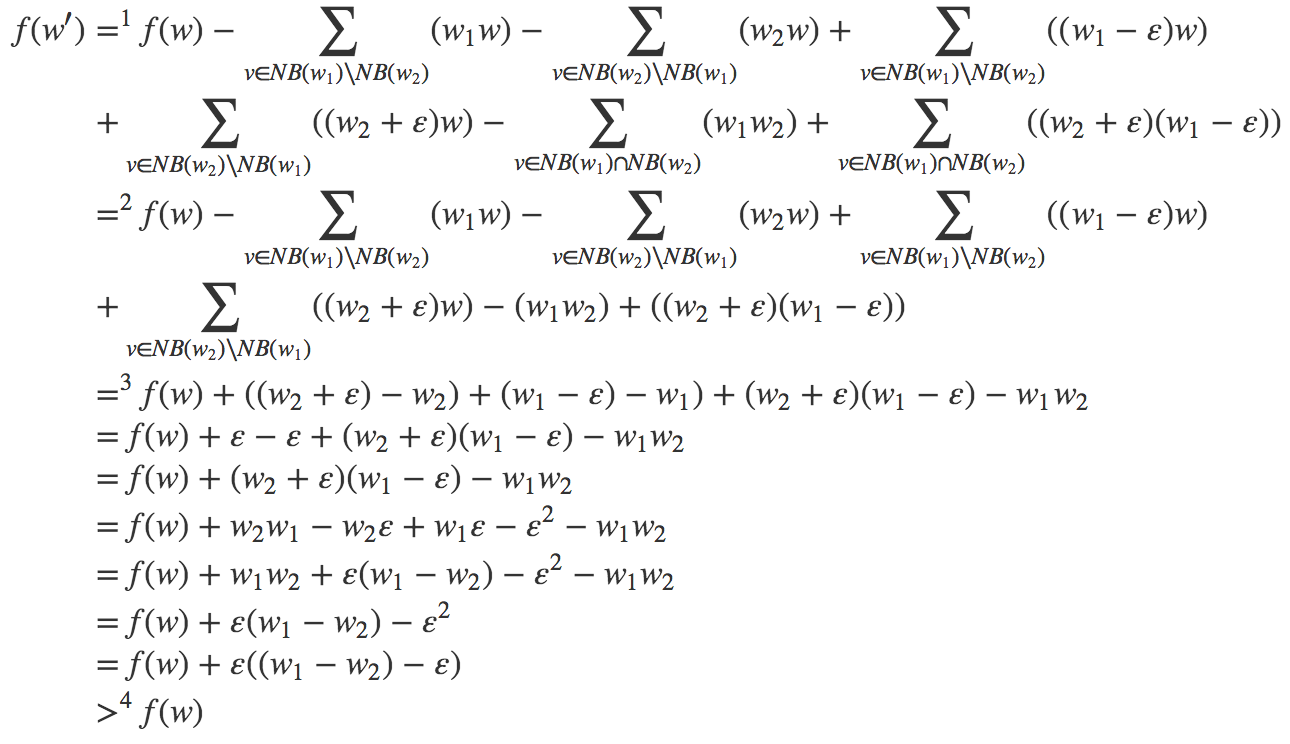 f(w′) =¹ f(w) − ∑_{v∈NB(w₁)\NB(w₂)} (w₁w) − ∑_{v∈NB(w₂)\NB(w₁)} (w₂w) + ∑_{v∈NB(w₁)\NB(w₂)} ((w₁ − ε)w)
+ ∑_{v∈NB(w₂)\NB(w₁)} ((w₂ + ε)w) − ∑_{v∈NB(w₁)∩NB(w₂)} (w₁w₂) + ∑_{v∈NB(w₁)∩NB(w₂)} ((w₂ + ε)(w₁ − ε))
=² f(w) − ∑_{v∈NB(w₁)\NB(w₂)} (w₁w) − ∑_{v∈NB(w₂)\NB(w₁)} (w₂w) + ∑_{v∈NB(w₁)\NB(w₂)} ((w₁ − ε)w)
+ ∑_{v∈NB(w₂)\NB(w₁)} ((w₂ + ε)w) − (w₁w₂) + ((w₂ + ε)(w₁ − ε))
=³ f(w) + ((w₂ + ε) − w₂) + (w₁ − ε) − w₁) + (w₂ + ε)(w₁ − ε) − w₁w₂
= f(w) + ε − ε + (w₂ + ε)(w₁ − ε) − w₁w₂
= f(w) + (w₂ + ε)(w₁ − ε) − w₁w₂
= f(w) + w₂w₁ − w₂ε + w₁ε − ε² − w₁w₂
= f(w) + w₁w₂ + ε(w₁ − w₂) − ε² − w₁w₂
= f(w) + ε(w₁ − w₂) − ε²
= f(w) + ε((w₁ − w₂) − ε)
>⁴ f(w)